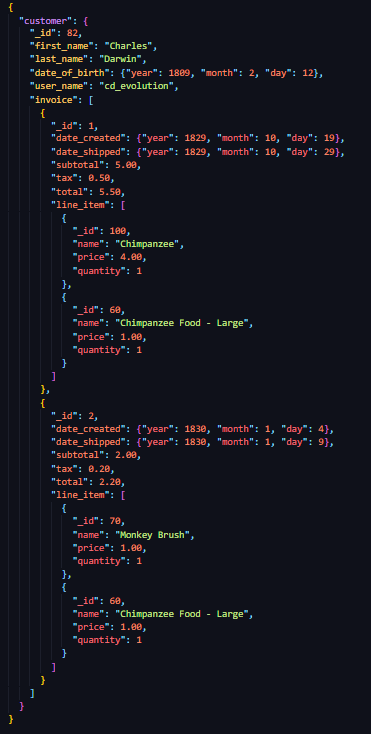 {
  "customer": {
    "_id": 82,
    "first_name": "Charles",
    "last_name": "Darwin",
    "date_of_birth": {"year": 1809, "month": 2, "day": 12},
    "user_name": "cd_evolution",
    "invoice": [
      {
        "_id": 1,
        "date_created": {"year": 1829, "month": 10, "day": 19},
        "date_shipped": {"year": 1829, "month": 10, "day": 29},
        "subtotal": 5.00,
        "tax": 0.50,
        "total": 5.50,
        "line_item": [
          {
            "_id": 100,
            "name": "Chimpanzee",
            "price": 4.00,
            "quantity": 1
          },
          {
            "_id": 60,
            "name": "Chimpanzee Food - Large",
            "price": 1.00,
            "quantity": 1
          }
        ]
      },
      {
        "_id": 2,
        "date_created": {"year": 1830, "month": 1, "day": 4},
        "date_shipped": {"year": 1830, "month": 1, "day": 9},
        "subtotal": 2.00,
        "tax": 0.20,
        "total": 2.20,
        "line_item": [
          {
            "_id": 70,
            "name": "Monkey Brush",
            "price": 1.00,
            "quantity": 1
          },
          {
            "_id": 60,
            "name": "Chimpanzee Food - Large",
            "price": 1.00,
            "quantity": 1
          }
        ]
      }
    ]
  }
}